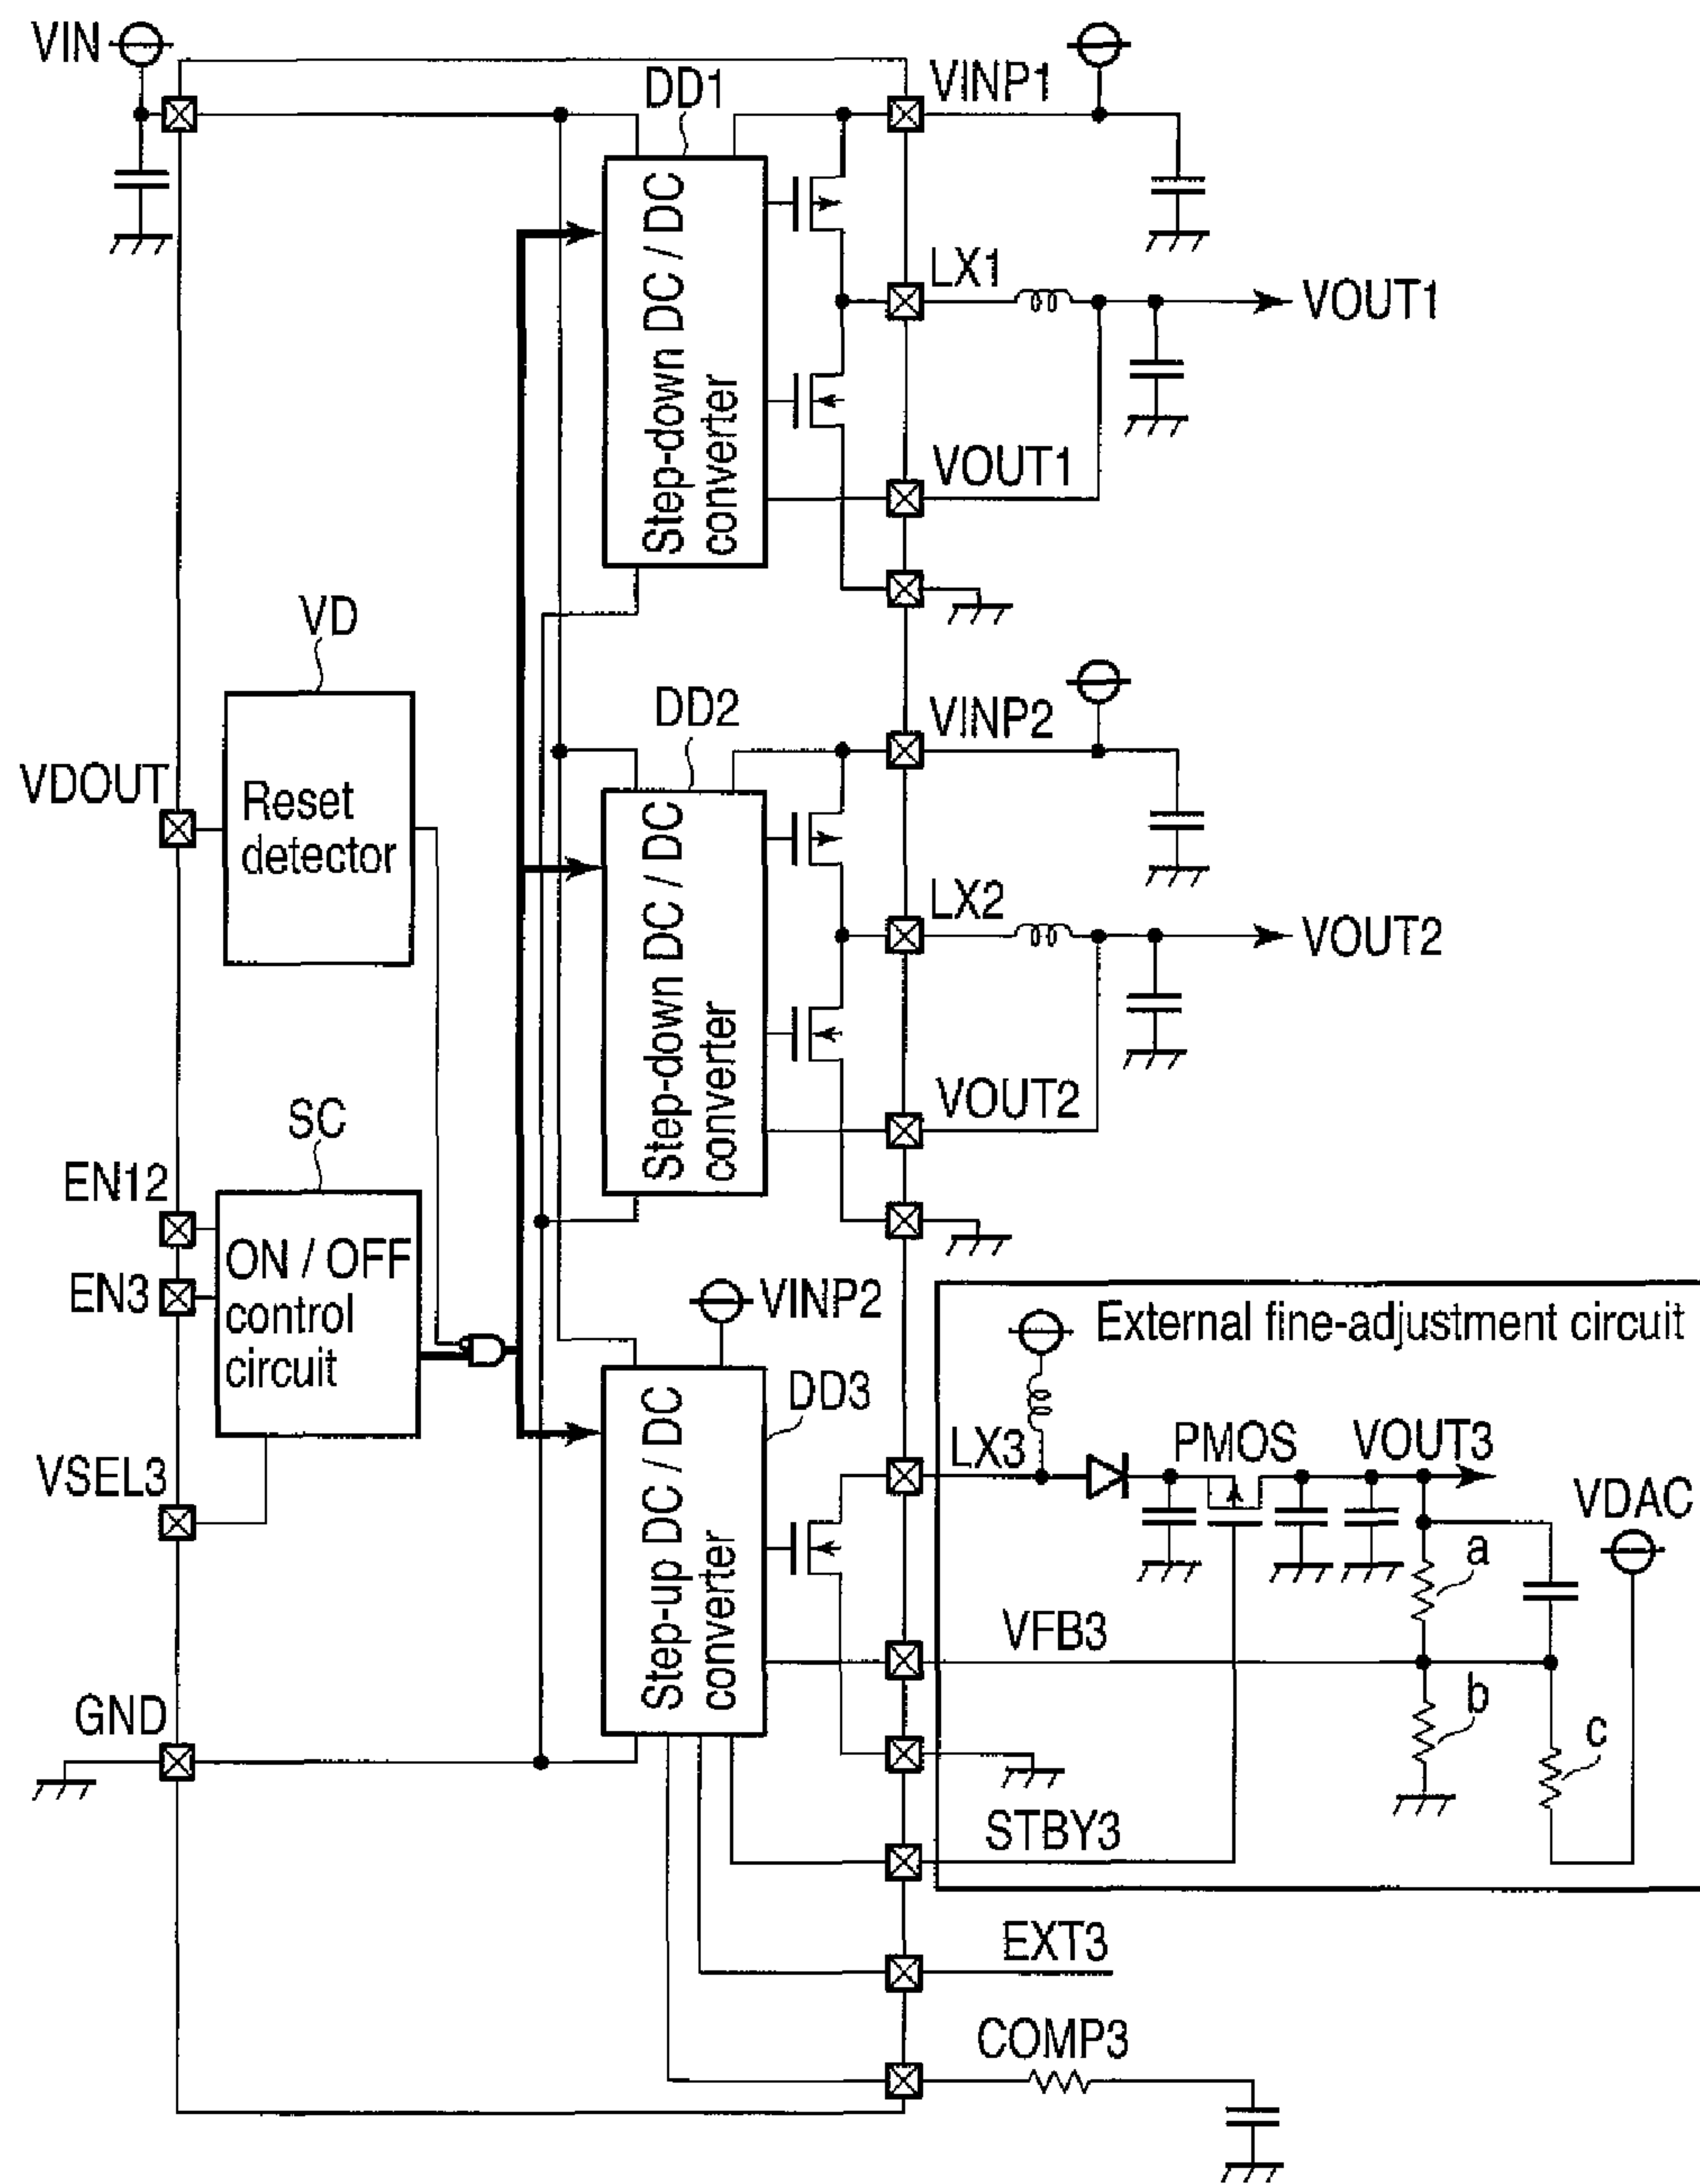 VIN
VINP1
DD1
Step-down DC / DC
converter
LX1
VOUT1
VOUT1
VD
Reset
detector
VDOUT
DD2
VINP2
Step-down DC / DC
converter
LX2
VOUT2
VOUT2
SC
EN12
ON / OFF
control
circuit
EN3
VSEL3
VINP2
DD3
Step-up DC / DC
converter
External fine-adjustment circuit
LX3
PMOS
VOUT3
VDAC
a
VFB3
b
c
GND
STBY3
EXT3
COMP3